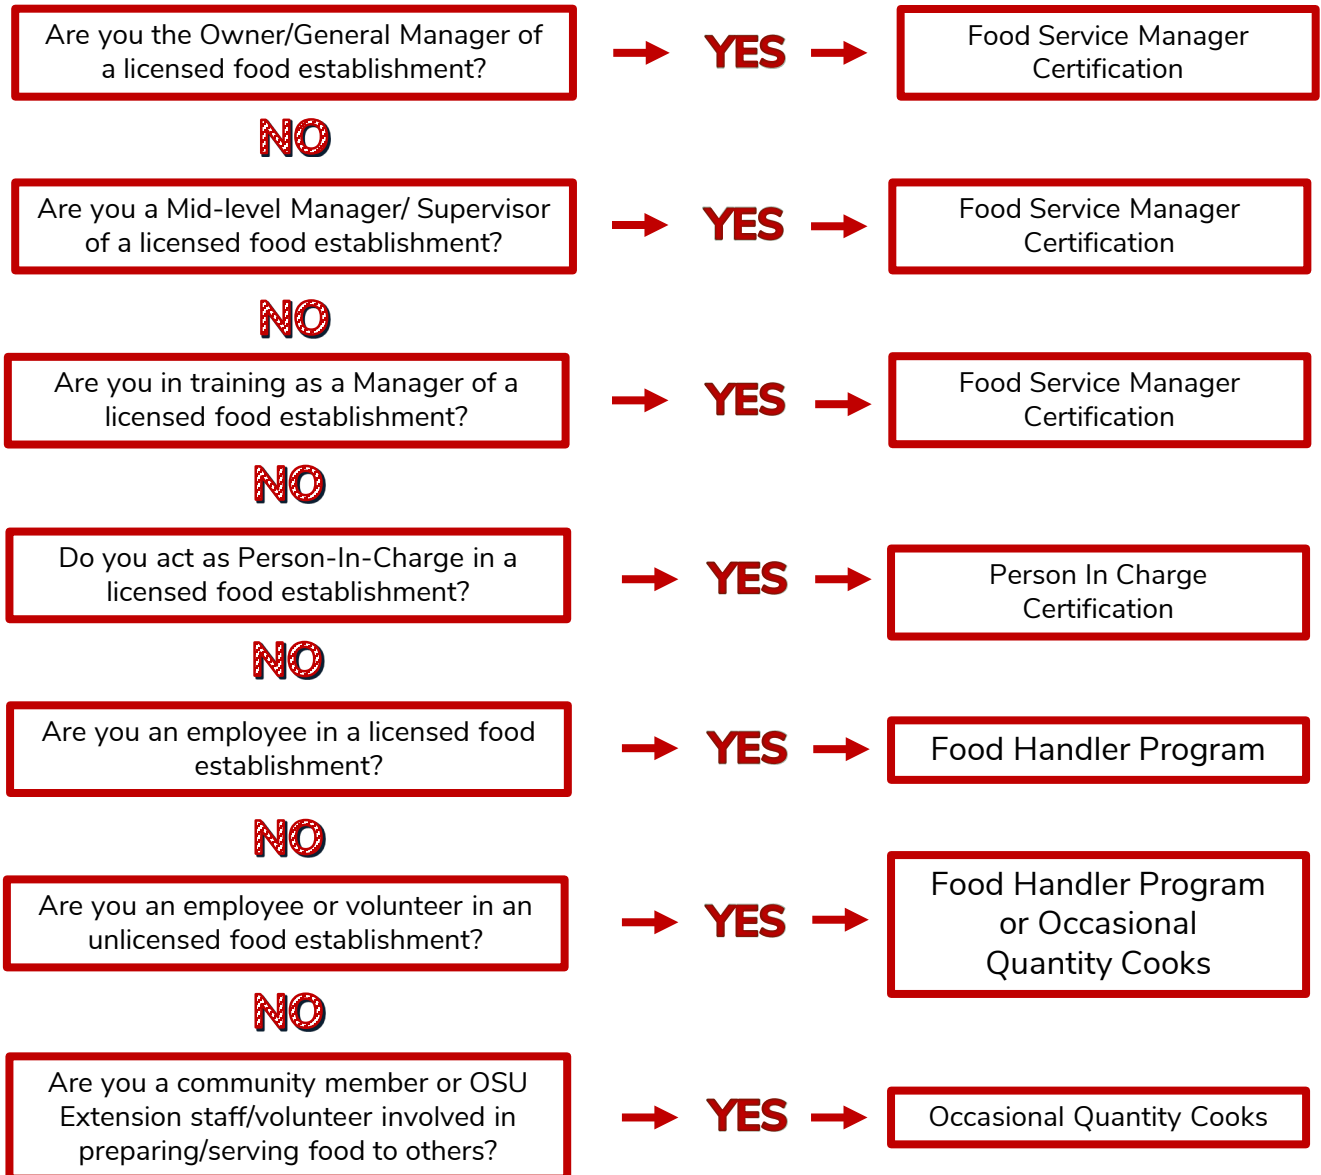 Are you the Owner/General Manager of
a licensed food establishment?
YES
Food Service Manager
Certification
NO
Are you a Mid-level Manager/ Supervisor
of a licensed food establishment?
YES
Food Service Manager
Certification
NO
Are you in training as a Manager of a
licensed food establishment?
YES
Food Service Manager
Certification
NO
Do you act as Person-In-Charge in a
licensed food establishment?
YES
Person In Charge
Certification
NO
Are you an employee in a licensed food
establishment?
YES
Food Handler Program
NO
Are you an employee or volunteer in an
unlicensed food establishment?
YES
Food Handler Program
or Occasional
Quantity Cooks
NO
Are you a community member or OSU
Extension staff/volunteer involved in
preparing/serving food to others?
YES
Occasional Quantity Cooks